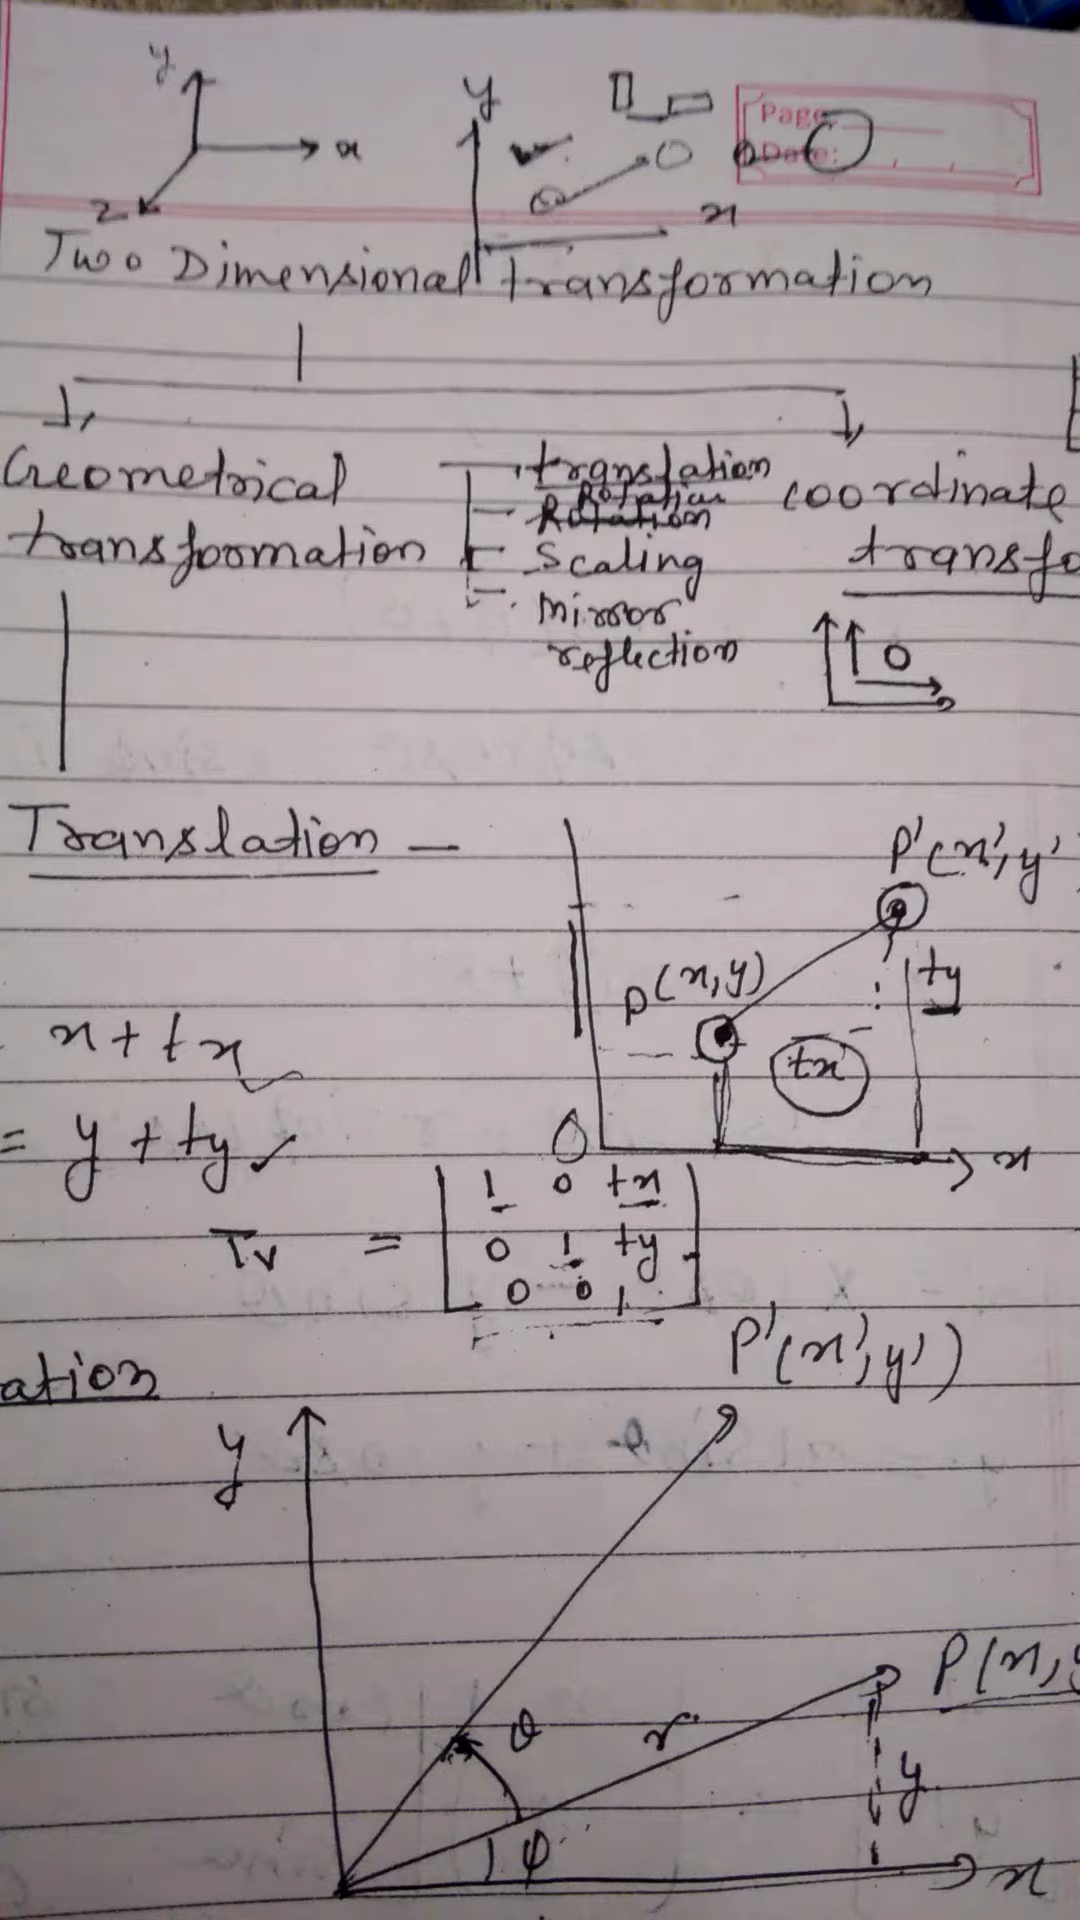 y
x
z
y
x
Page:
Date:
Two Dimensional transformation
Geometrical
transformation
translation
Rotation
Rotation
Scaling
Mirror
reflection
coordinate
transfo
Translation —
P'(x', y'
P(x, y)
ty
tx
x + tx
= y + ty
O
x
Tv = 1 0 tx
0 1 ty
0 0 1
ation
P'(x', y')
y
P(x,
θ
r
y
φ
x